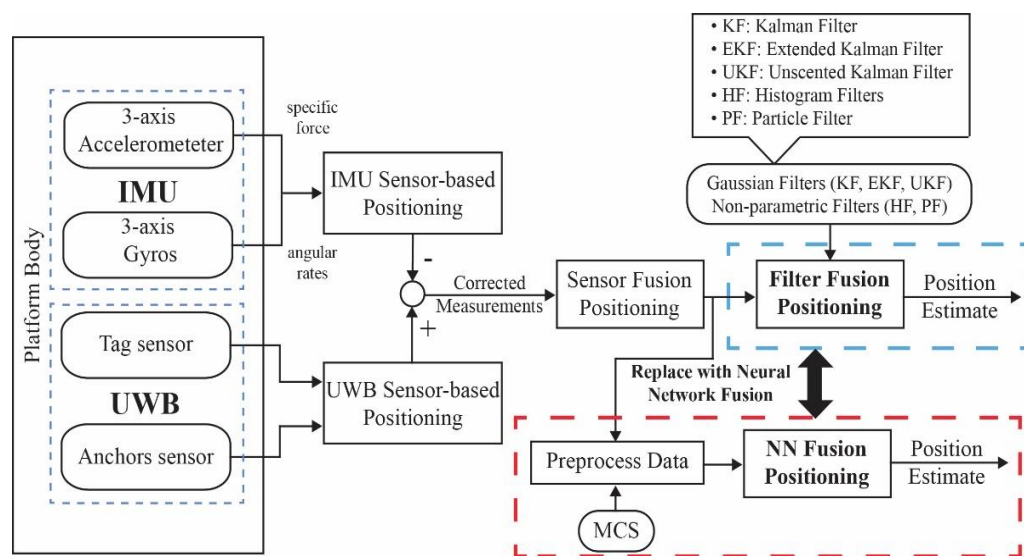 • KF: Kalman Filter
• EKF: Extended Kalman Filter
• UKF: Unscented Kalman Filter
• HF: Histogram Filters
• PF: Particle Filter
Gaussian Filters (KF, EKF, UKF)
Non-parametric Filters (HF, PF)
Platform Body
3-axis
Accelerometeter
IMU
3-axis
Gyros
specific
force
angular
rates
IMU Sensor-based
Positioning
Tag sensor
UWB
Anchors sensor
UWB Sensor-based
Positioning
-
+
Corrected
Measurements
Sensor Fusion
Positioning
Filter Fusion
Positioning
Position
Estimate
Replace with Neural
Network Fusion
Preprocess Data
MCS
NN Fusion
Positioning
Position
Estimate